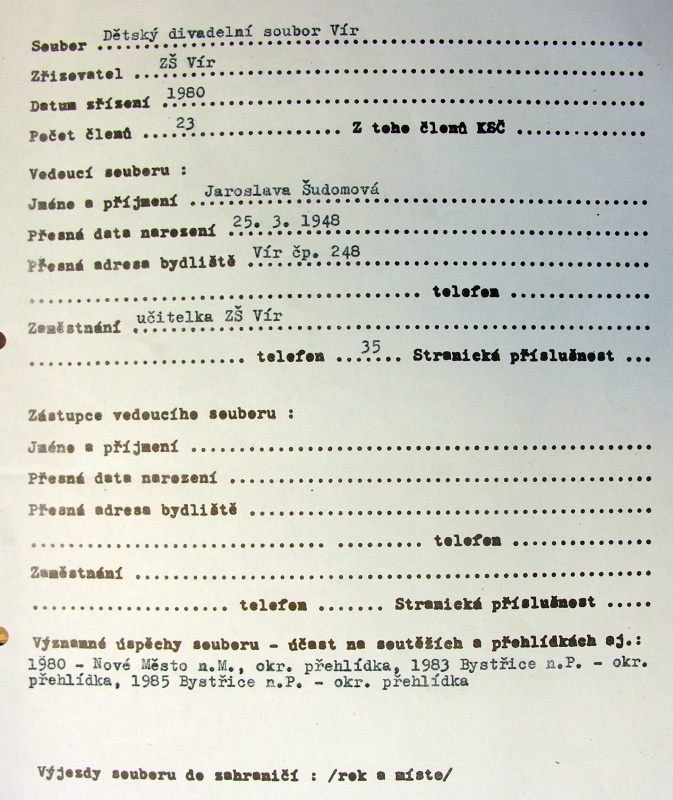 Soubor Dětský divadelní soubor Vír
Zřizovatel ZŠ Vír
Datum zřízení 1980
Počet členů 23 Z toho členů KSČ
Vedoucí souboru :
Jméno a příjmení Jaroslava Šudomová
Přesná data narození 25. 3. 1948
Přesná adresa bydliště Vír čp. 248
telefon
Zaměstnání učitelka ZŠ Vír
telefon 35 Stranická příslušnost
Zástupce vedoucího souboru :
Jméno a příjmení
Přesná data narození
Přesná adresa bydliště
telefon
Zaměstnání
telefon Stranická příslušnost
Významné úspěchy souboru - účast na soutěžích a přehlídkách aj.:
1980 - Nové Město n.M., okr. přehlídka, 1983 Bystřice n.P. - okr.
přehlídka, 1985 Bystřice n.P. - okr. přehlídka
Výjezdy souboru do zahraničí : /rok a místo/